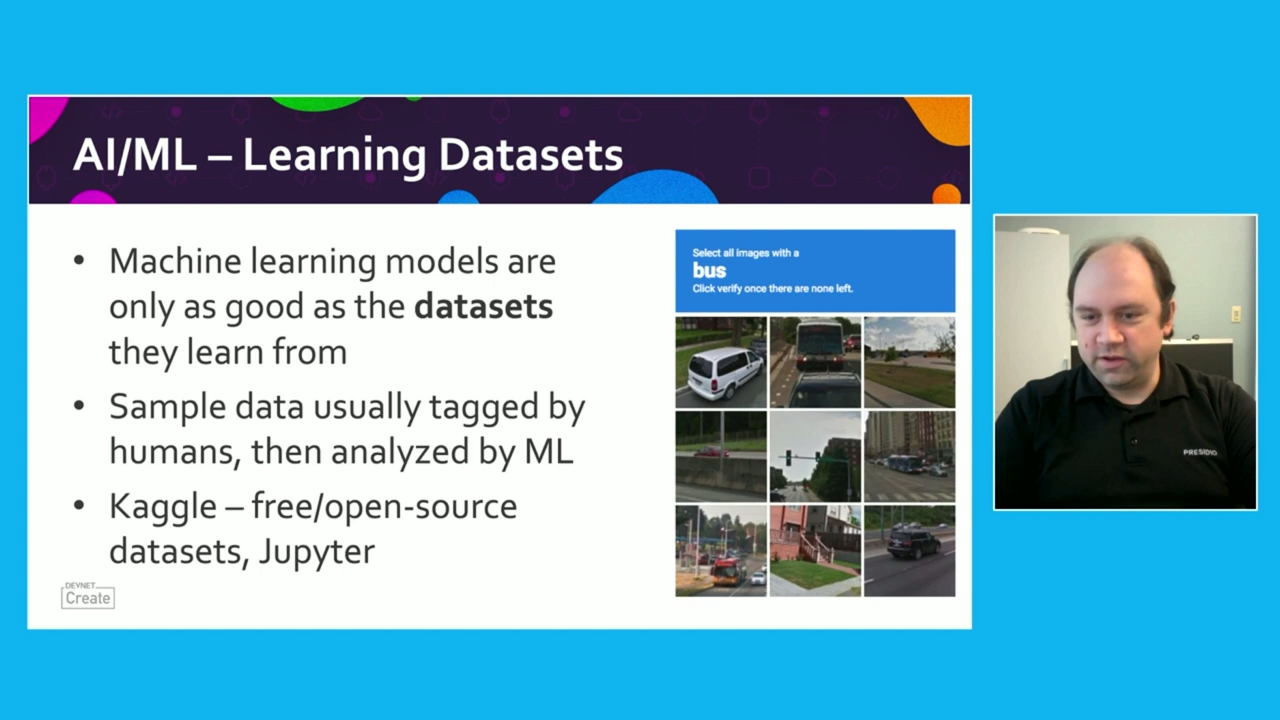 AI/ML – Learning Datasets
• Machine learning models are
only as good as the datasets
they learn from
• Sample data usually tagged by
humans, then analyzed by ML
• Kaggle – free/open-source
datasets, Jupyter
Select all images with a
bus
Click verify once there are none left.
DEVNET
Create
PRESIDIO